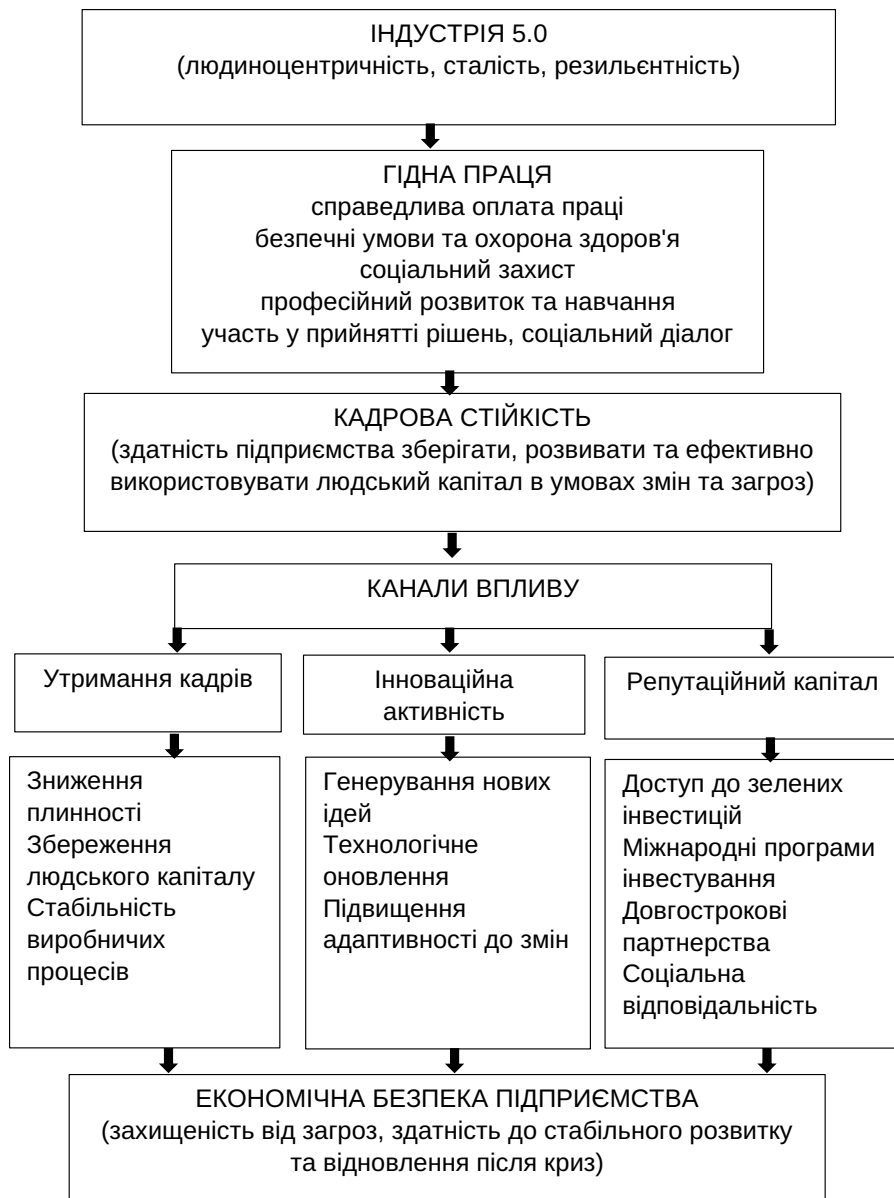 ІНДУСТРІЯ 5.0
(людиноцентричність, сталість, резильєнтність)
ГІДНА ПРАЦЯ
справедлива оплата праці
безпечні умови та охорона здоров'я
соціальний захист
професійний розвиток та навчання
участь у прийнятті рішень, соціальний діалог
КАДРОВА СТІЙКІСТЬ
(здатність підприємства зберігати, розвивати та ефективно
використовувати людський капітал в умовах змін та загроз)
КАНАЛИ ВПЛИВУ
Утримання кадрів
Інноваційна
активність
Репутаційний капітал
Зниження
плинності
Збереження
людського капіталу
Стабільність
виробничих
процесів
Генерування нових
ідей
Технологічне
оновлення
Підвищення
адаптивності до змін
Доступ до зелених
інвестицій
Міжнародні програми
інвестування
Довгострокові
партнерства
Соціальна
відповідальність
ЕКОНОМІЧНА БЕЗПЕКА ПІДПРИЄМСТВА
(захищеність від загроз, здатність до стабільного розвитку
та відновлення після криз)